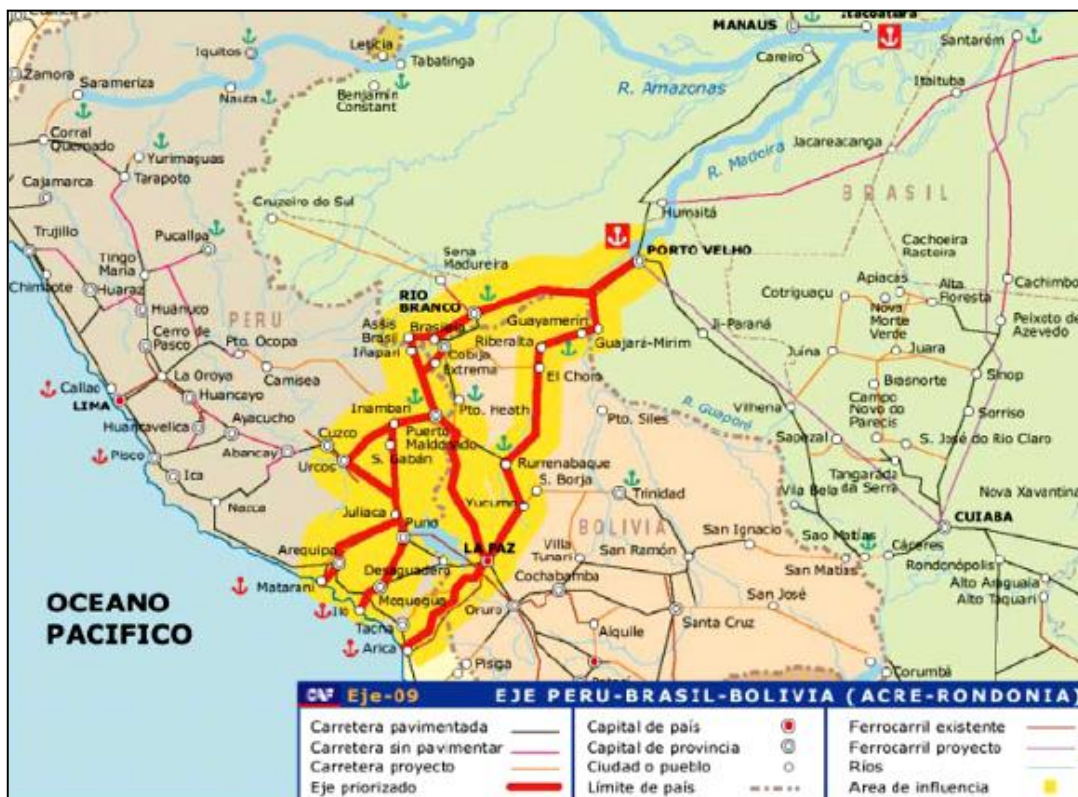 MANAUS
Itacoatiara
Santarém
Careiro
Iquitos
Leticia
Tabatinga
Itaituba
Zamora
Sarameriza
Nauta
Benjamin
Constant
R. Amazonas
Corral
Quemado
Yurimaguas
Tarapoto
R. Madeira
Jacareacanga
Cajamarca
BRASIL
Cruzeiro do Sul
Humaitá
Trujillo
Pucallpa
Sena
Madureira
PORTO VELHO
Cachoeira
Rasteira
Tingo
María
Chimbote
Huaraz
RIO
BRANCO
Apiacas
Alta
Floresta
Cachimbo
Cotriguaçu
Huánuco
PERU
Assis
Brasil
Brasileia
Guayamerín
Nova
Monte
Verde
Ji-Paraná
Peixoto de
Azevedo
Cerro de
Pasco
Pto. Ocopa
Iñapari
Cobija
Riberalta
Guajará-Mirim
Juína
Juara
Extrema
La Oroya
Camisea
El Choro
Callao
LIMA
Huancayo
Brasnorte
Sinop
Inambari
Pto. Heath
R. Guaporé
Vilhena
Campo
Novo do
Parecis
Ayacucho
Puerto
Maldonado
Pto. Siles
Sorriso
Huancavelica
Cuzco
Sapezal
S. José do Rio Claro
Pisco
Abancay
Urcos
S. Gabán
Rurrenabaque
Tangará
da Serra
Ica
S. Borja
Trinidad
Vila Bela
Nova Xavantina
Nazca
Juliaca
Yucumo
Puno
BOLIVIA
San Ignacio
Sao Matías
CUIABA
Arequipa
LA PAZ
Villa
Tunari
San Ramón
Cáceres
San Matías
Rondonópolis
Matarani
Desaguadero
Cochabamba
Alto Araguaia
Alto Taquari
OCEANO
PACIFICO
Moquegua
Ilo
Oruro
San José
Tacna
Santa Cruz
Aiquile
Arica
Pisiga
Corumbá
CAF Eje-09 EJE PERU-BRASIL-BOLIVIA (ACRE-RONDONIA)
Carretera pavimentada
Carretera sin pavimentar
Carretera proyecto
Eje priorizado
Capital de país
Capital de provincia
Ciudad o pueblo
Límite de país
Ferrocarril existente
Ferrocarril proyecto
Ríos
Area de influencia